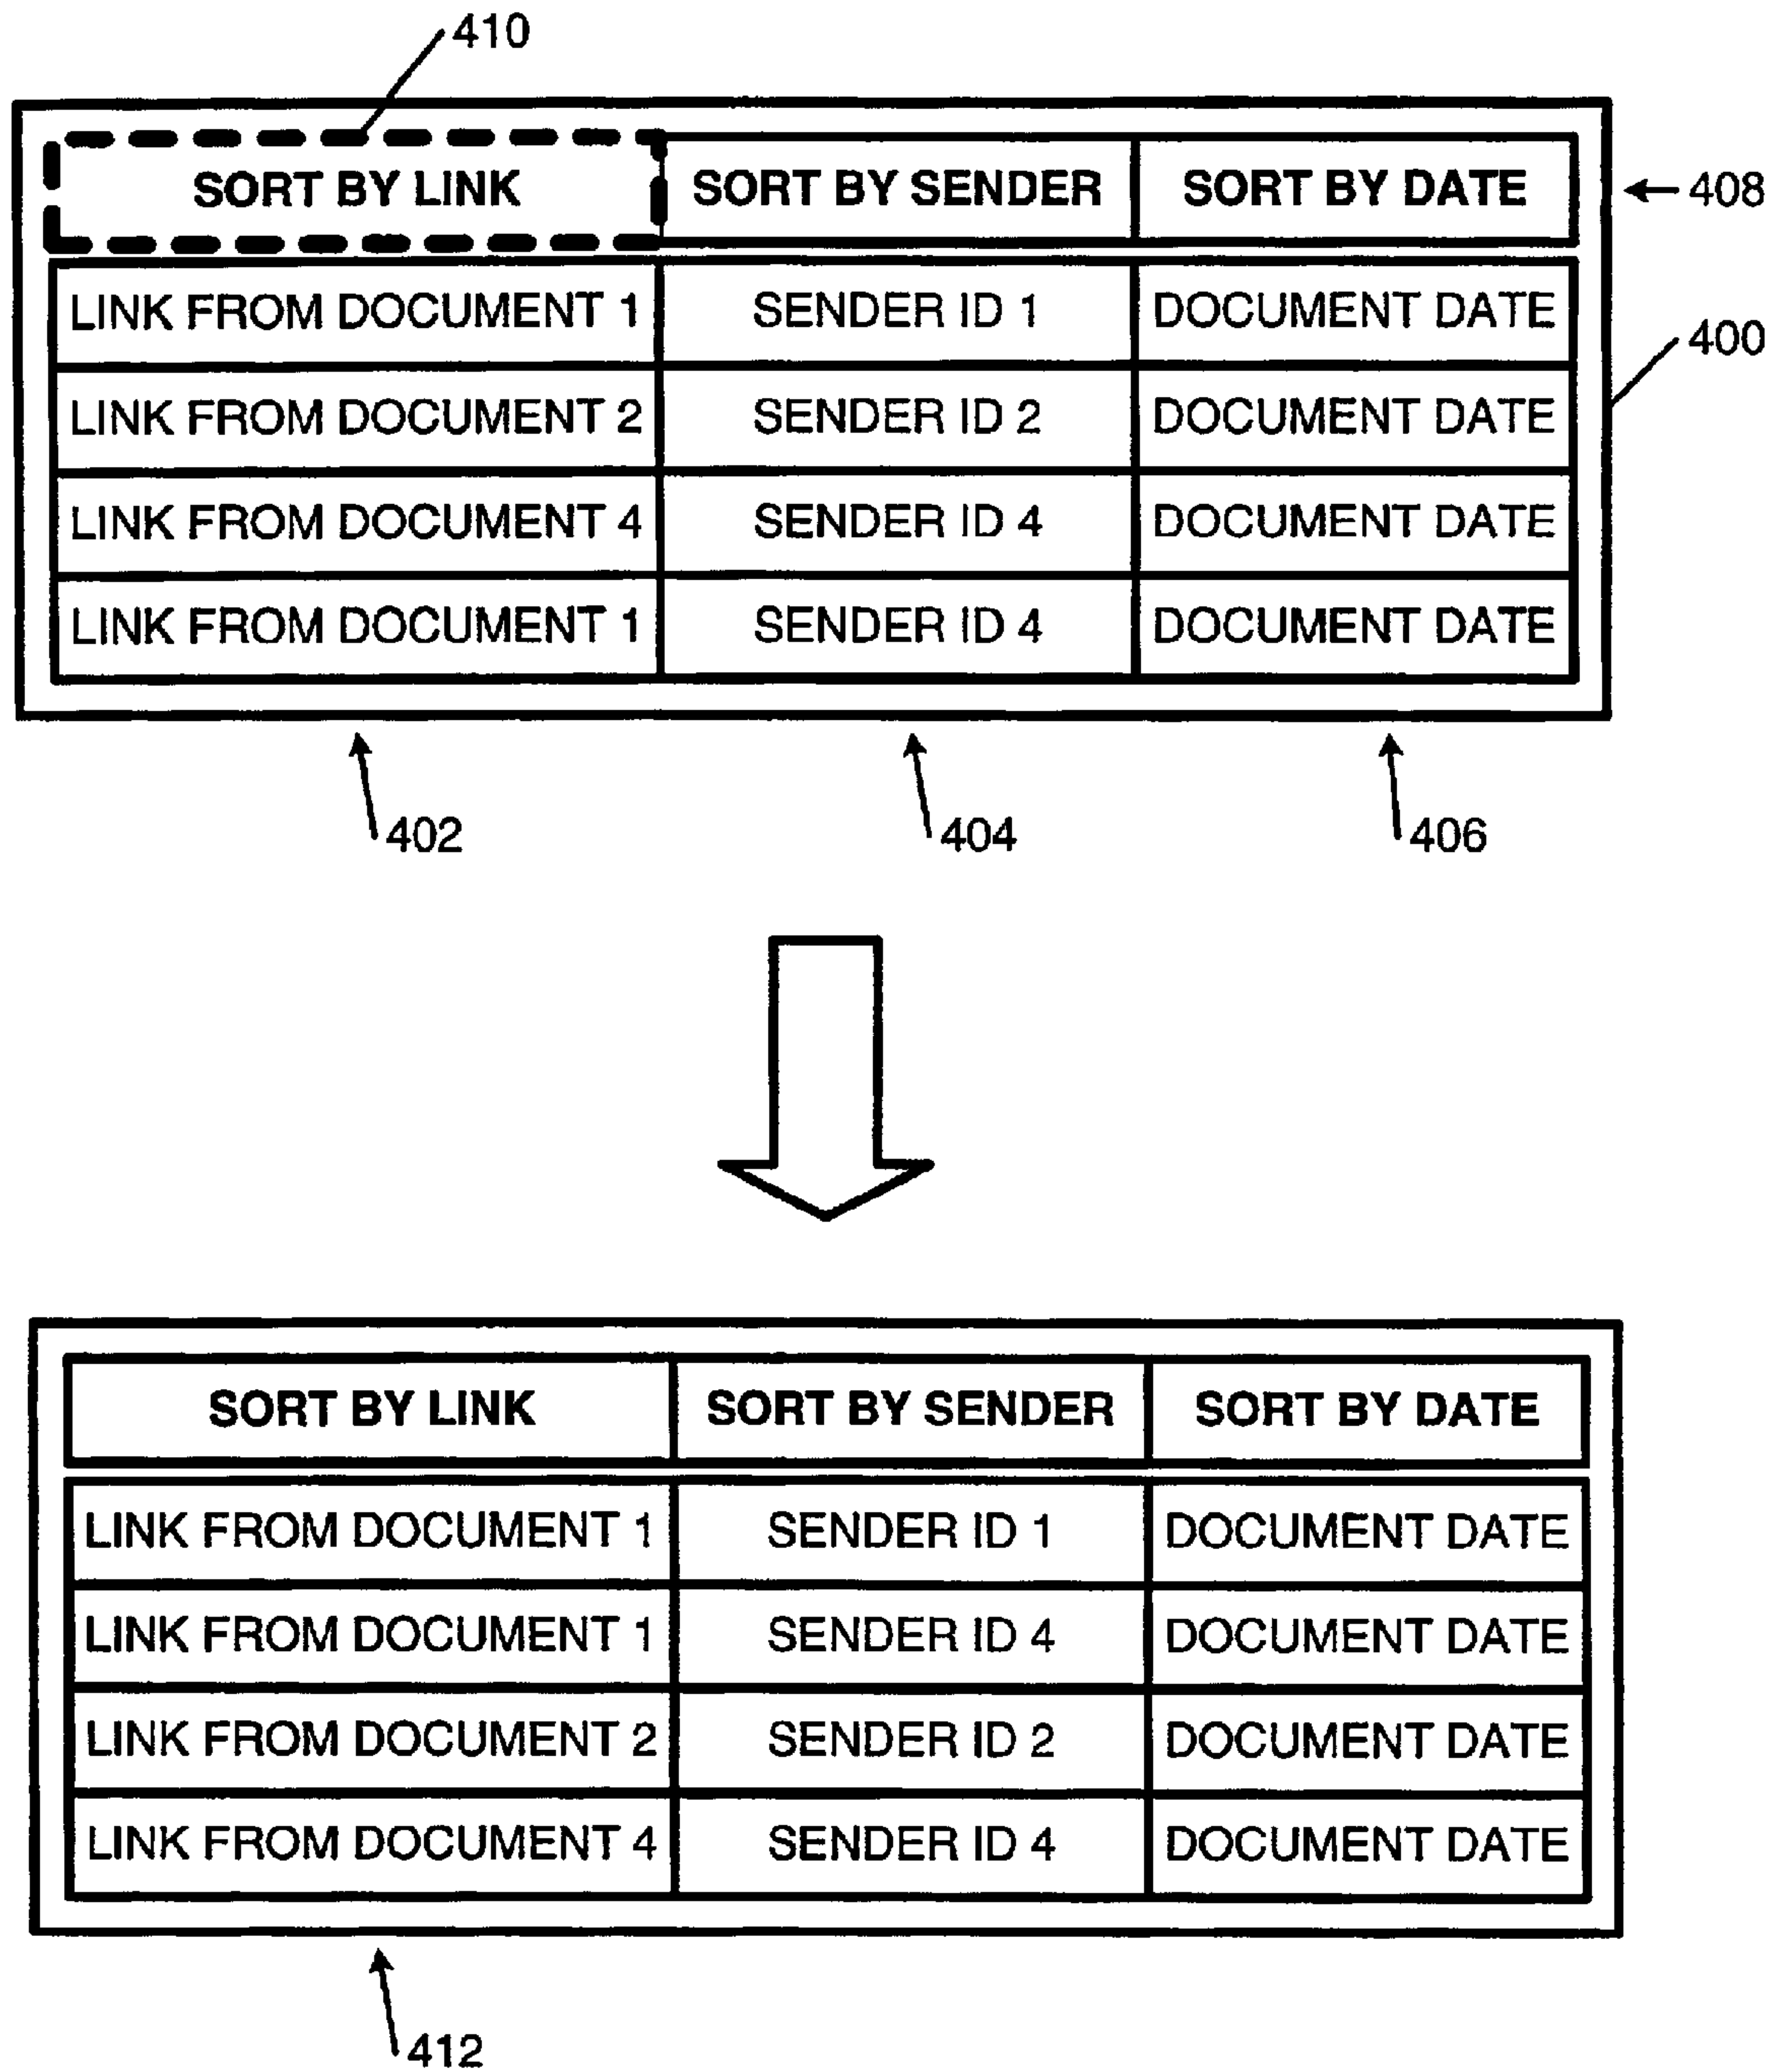 410
SORT BY LINK SORT BY SENDER SORT BY DATE
408
LINK FROM DOCUMENT 1 SENDER ID 1 DOCUMENT DATE
400
LINK FROM DOCUMENT 2 SENDER ID 2 DOCUMENT DATE
LINK FROM DOCUMENT 4 SENDER ID 4 DOCUMENT DATE
LINK FROM DOCUMENT 1 SENDER ID 4 DOCUMENT DATE
402 404 406
SORT BY LINK SORT BY SENDER SORT BY DATE
LINK FROM DOCUMENT 1 SENDER ID 1 DOCUMENT DATE
LINK FROM DOCUMENT 1 SENDER ID 4 DOCUMENT DATE
LINK FROM DOCUMENT 2 SENDER ID 2 DOCUMENT DATE
LINK FROM DOCUMENT 4 SENDER ID 4 DOCUMENT DATE
412